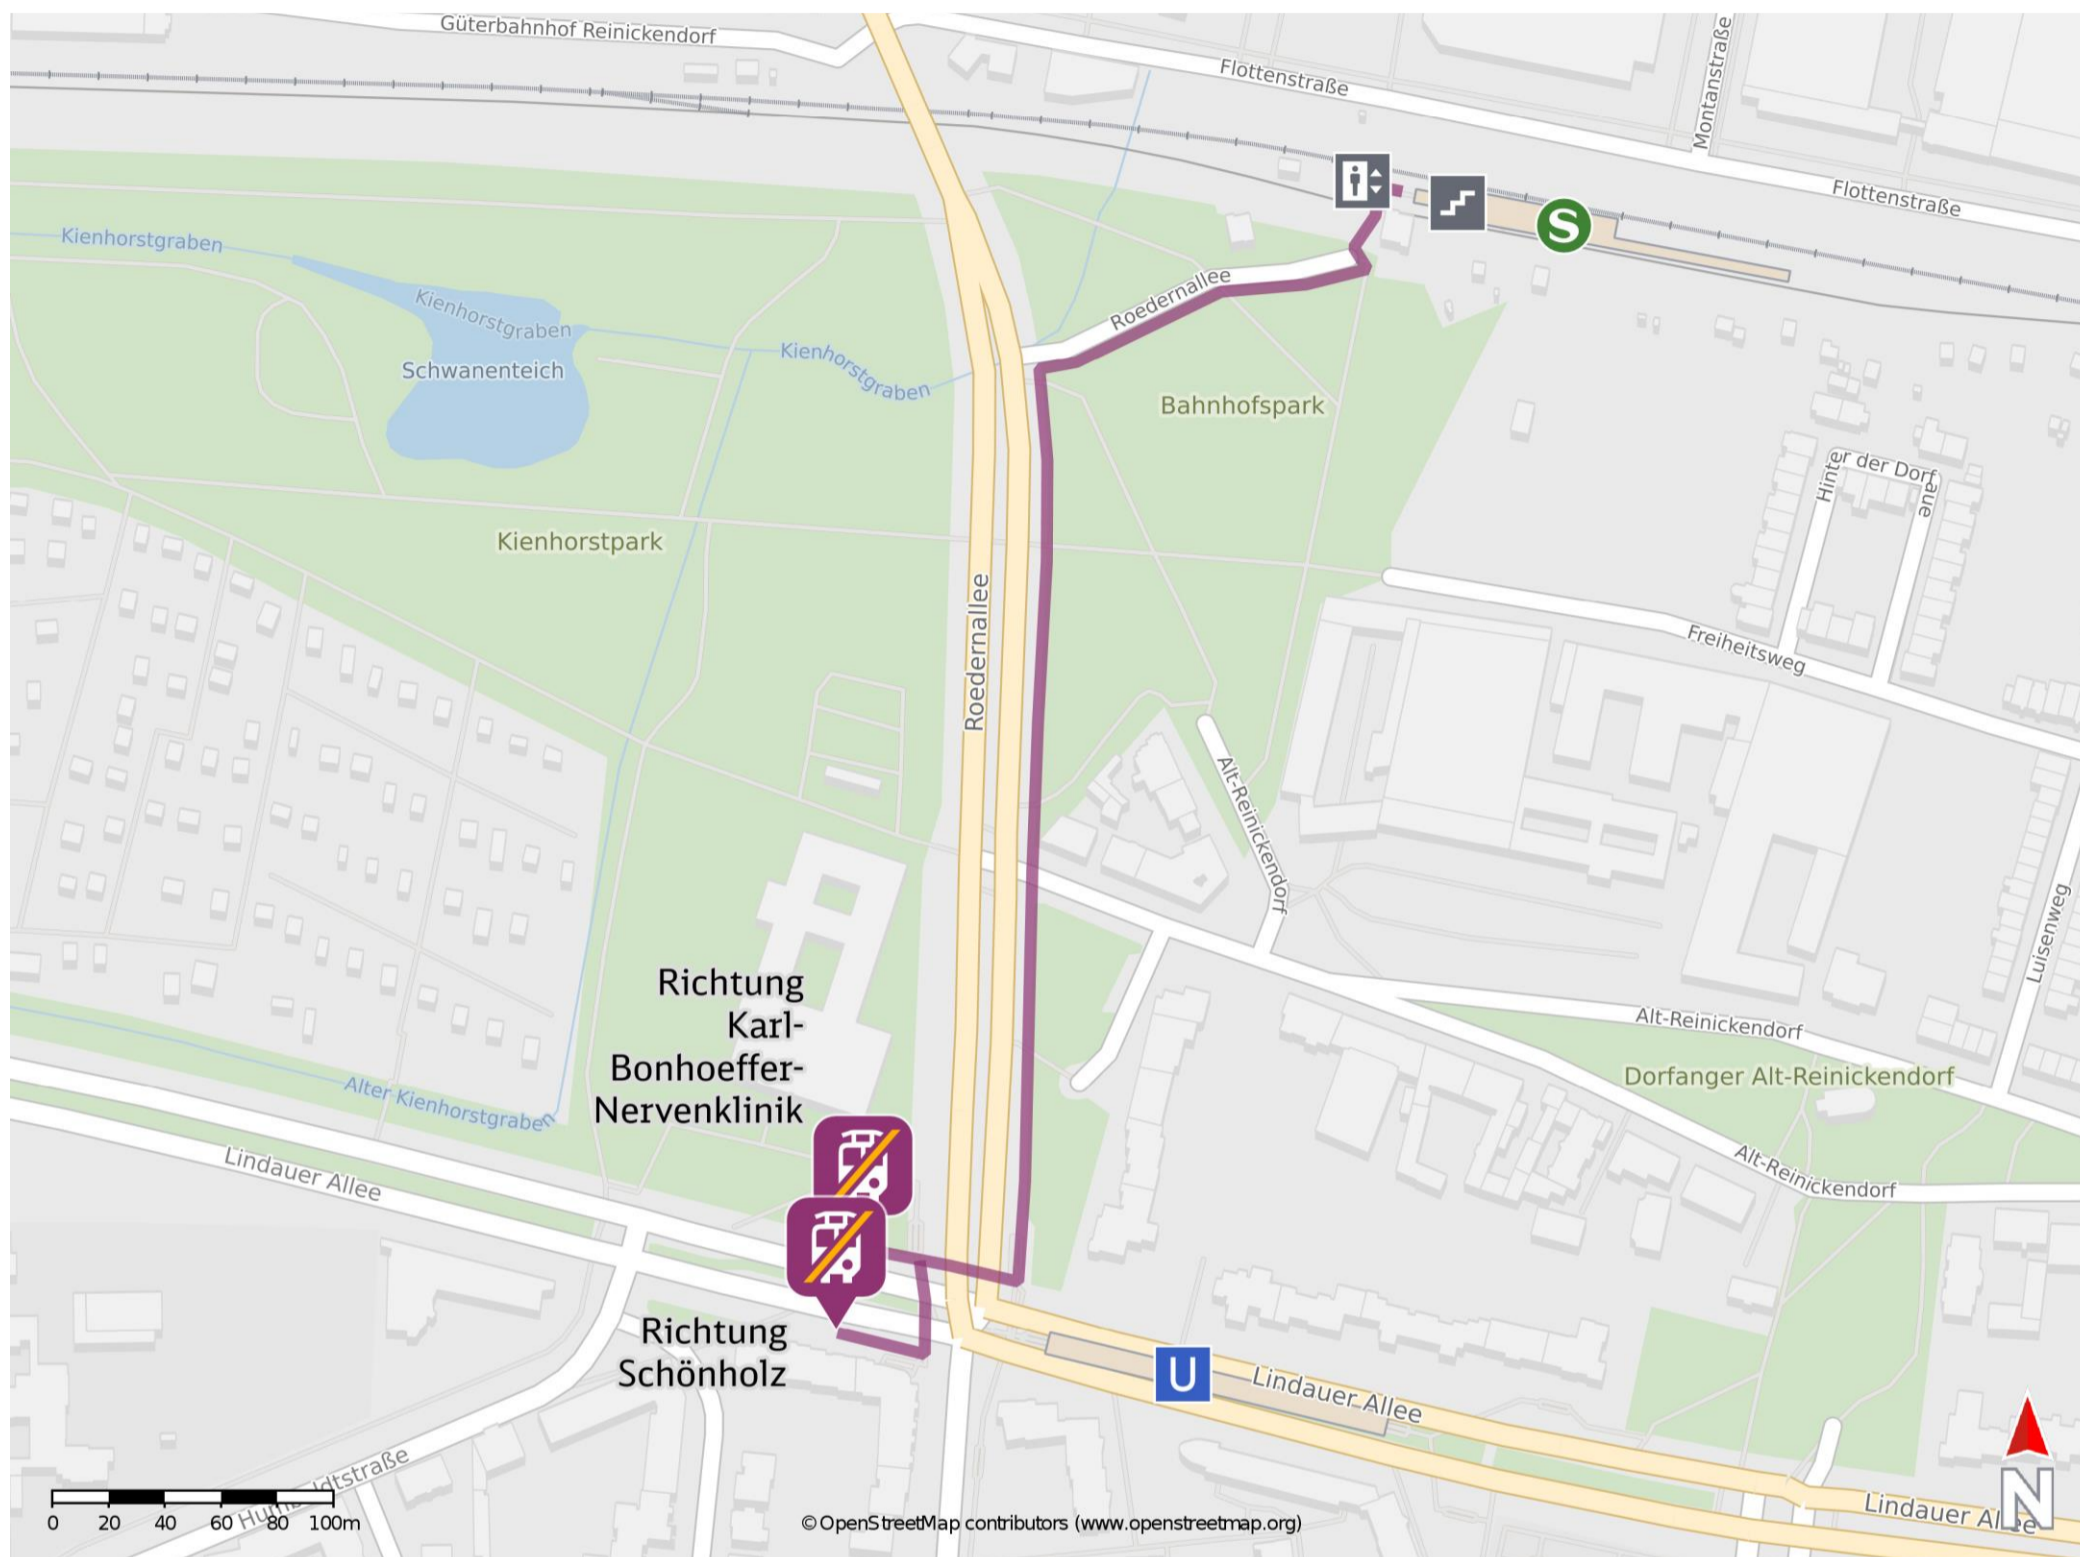 Güterbahnhof Reinickendorf
Flottenstraße
Montanstraße
Flottenstraße
S
Kienhorstgraben
Kienhorstgraben
Schwanenteich
Kienhorstgraben
Roedernallee
Bahnhofspark
Kienhorstpark
Hinter der Dorfaue
Roedernallee
Freiheitsweg
Alt-Reinickendorf
Luisenweg
Richtung
Karl-
Bonhoeffer-
Nervenklinik
Alt-Reinickendorf
Dorfanger Alt-Reinickendorf
Alter Kienhorstgraben
Lindauer Allee
Alt-Reinickendorf
Richtung
Schönholz
U
Lindauer Allee
Humboldtstraße
Lindauer Allee
N
0 20 40 60 80 100m
© OpenStreetMap contributors (www.openstreetmap.org)